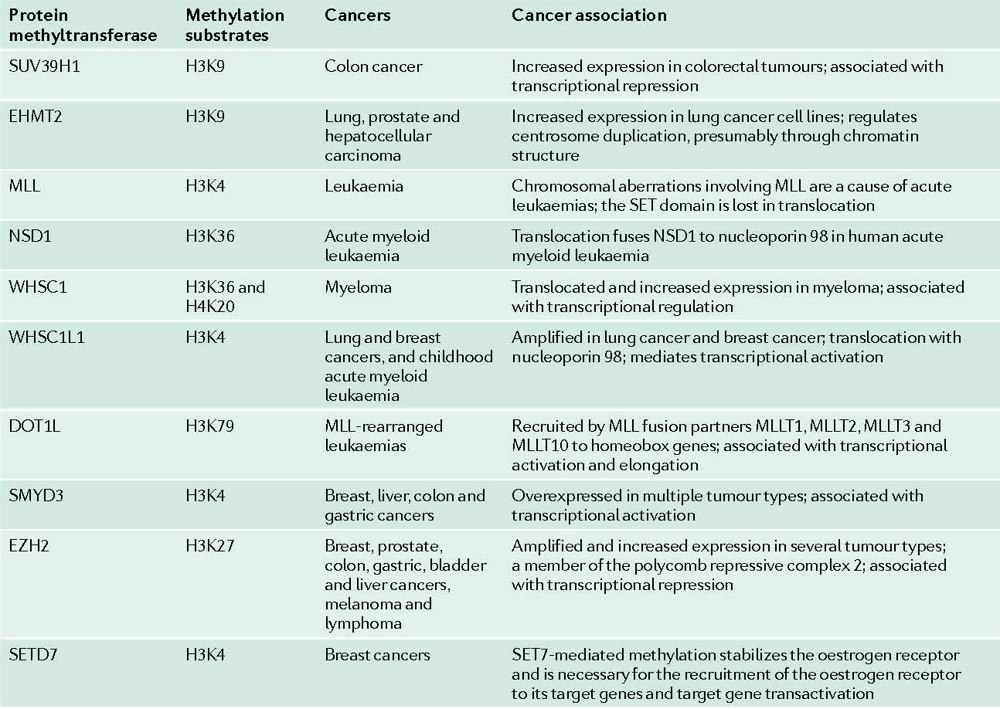 Protein methyltransferase
Methylation substrates
Cancers
Cancer association
SUV39H1
H3K9
Colon cancer
Increased expression in colorectal tumours; associated with
transcriptional repression
EHMT2
H3K9
Lung, prostate and
hepatocellular
carcinoma
Increased expression in lung cancer cell lines; regulates
centrosome duplication, presumably through chromatin
structure
MLL
H3K4
Leukaemia
Chromosomal aberrations involving MLL are a cause of acute
leukaemias; the SET domain is lost in translocation
NSD1
H3K36
Acute myeloid
leukaemia
Translocation fuses NSD1 to nucleoporin 98 in human acute
myeloid leukaemia
WHSC1
H3K36 and
H4K20
Myeloma
Translocated and increased expression in myeloma; associated
with transcriptional regulation
WHSC1L1
H3K4
Lung and breast
cancers, and childhood
acute myeloid
leukaemia
Amplified in lung cancer and breast cancer; translocation with
nucleoporin 98; mediates transcriptional activation
DOT1L
H3K79
MLL-rearranged
leukaemias
Recruited by MLL fusion partners MLLT1, MLLT2, MLLT3 and
MLLT10 to homeobox genes; associated with transcriptional
activation and elongation
SMYD3
H3K4
Breast, liver, colon and
gastric cancers
Overexpressed in multiple tumour types; associated with
transcriptional activation
EZH2
H3K27
Breast, prostate,
colon, gastric, bladder
and liver cancers,
melanoma and
lymphoma
Amplified and increased expression in several tumour types;
a member of the polycomb repressive complex 2; associated
with transcriptional repression
SETD7
H3K4
Breast cancers
SET7-mediated methylation stabilizes the oestrogen receptor
and is necessary for the recruitment of the oestrogen receptor
to its target genes and target gene transactivation